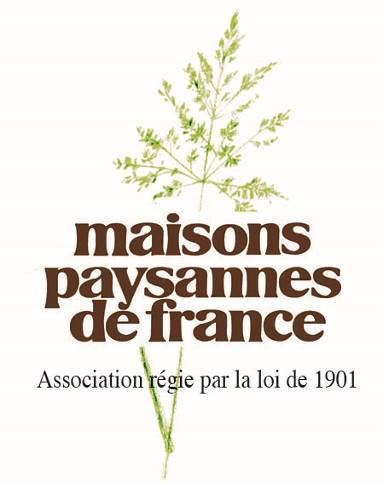 maisons
paysannes
de france
Association régie par la loi de 1901